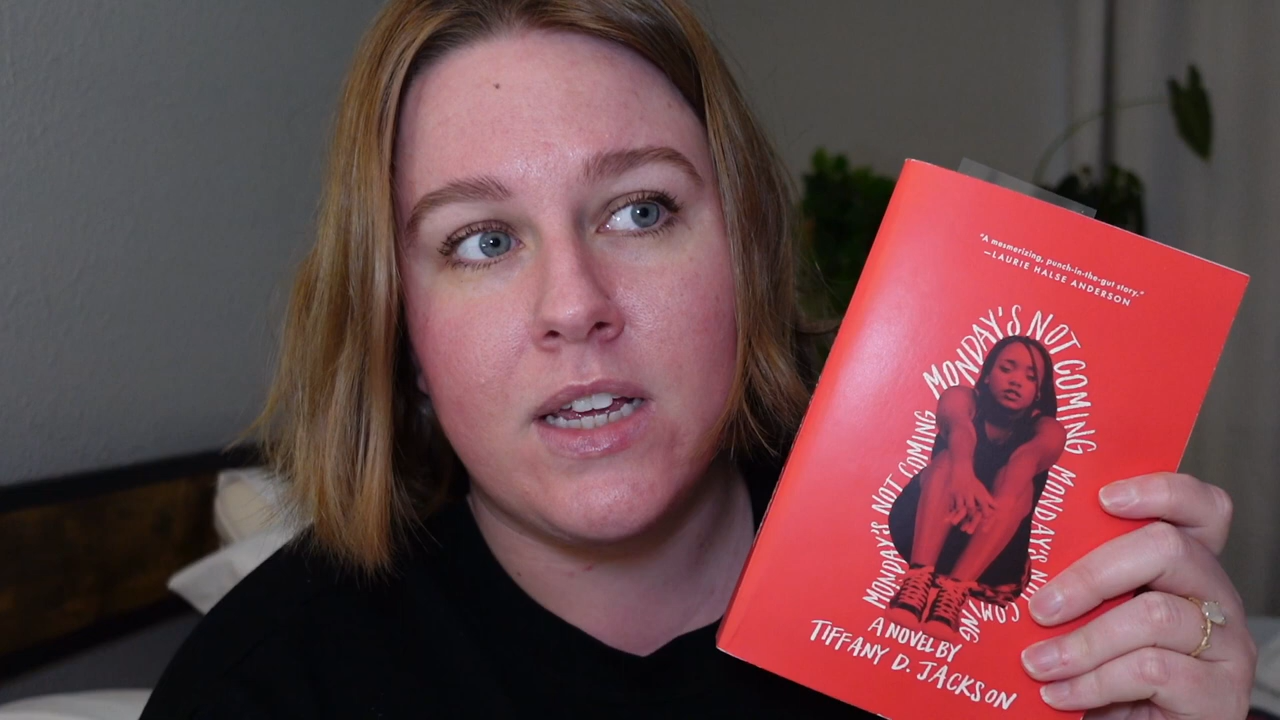 "A mesmerizing, punch-in-the-gut story."
—LAURIE HALSE ANDERSON
MONDAY'S NOT COMING MONDAY'S NOT COMING MONDAY'S NOT COMING
A NOVEL BY
TIFFANY D. JACKSON